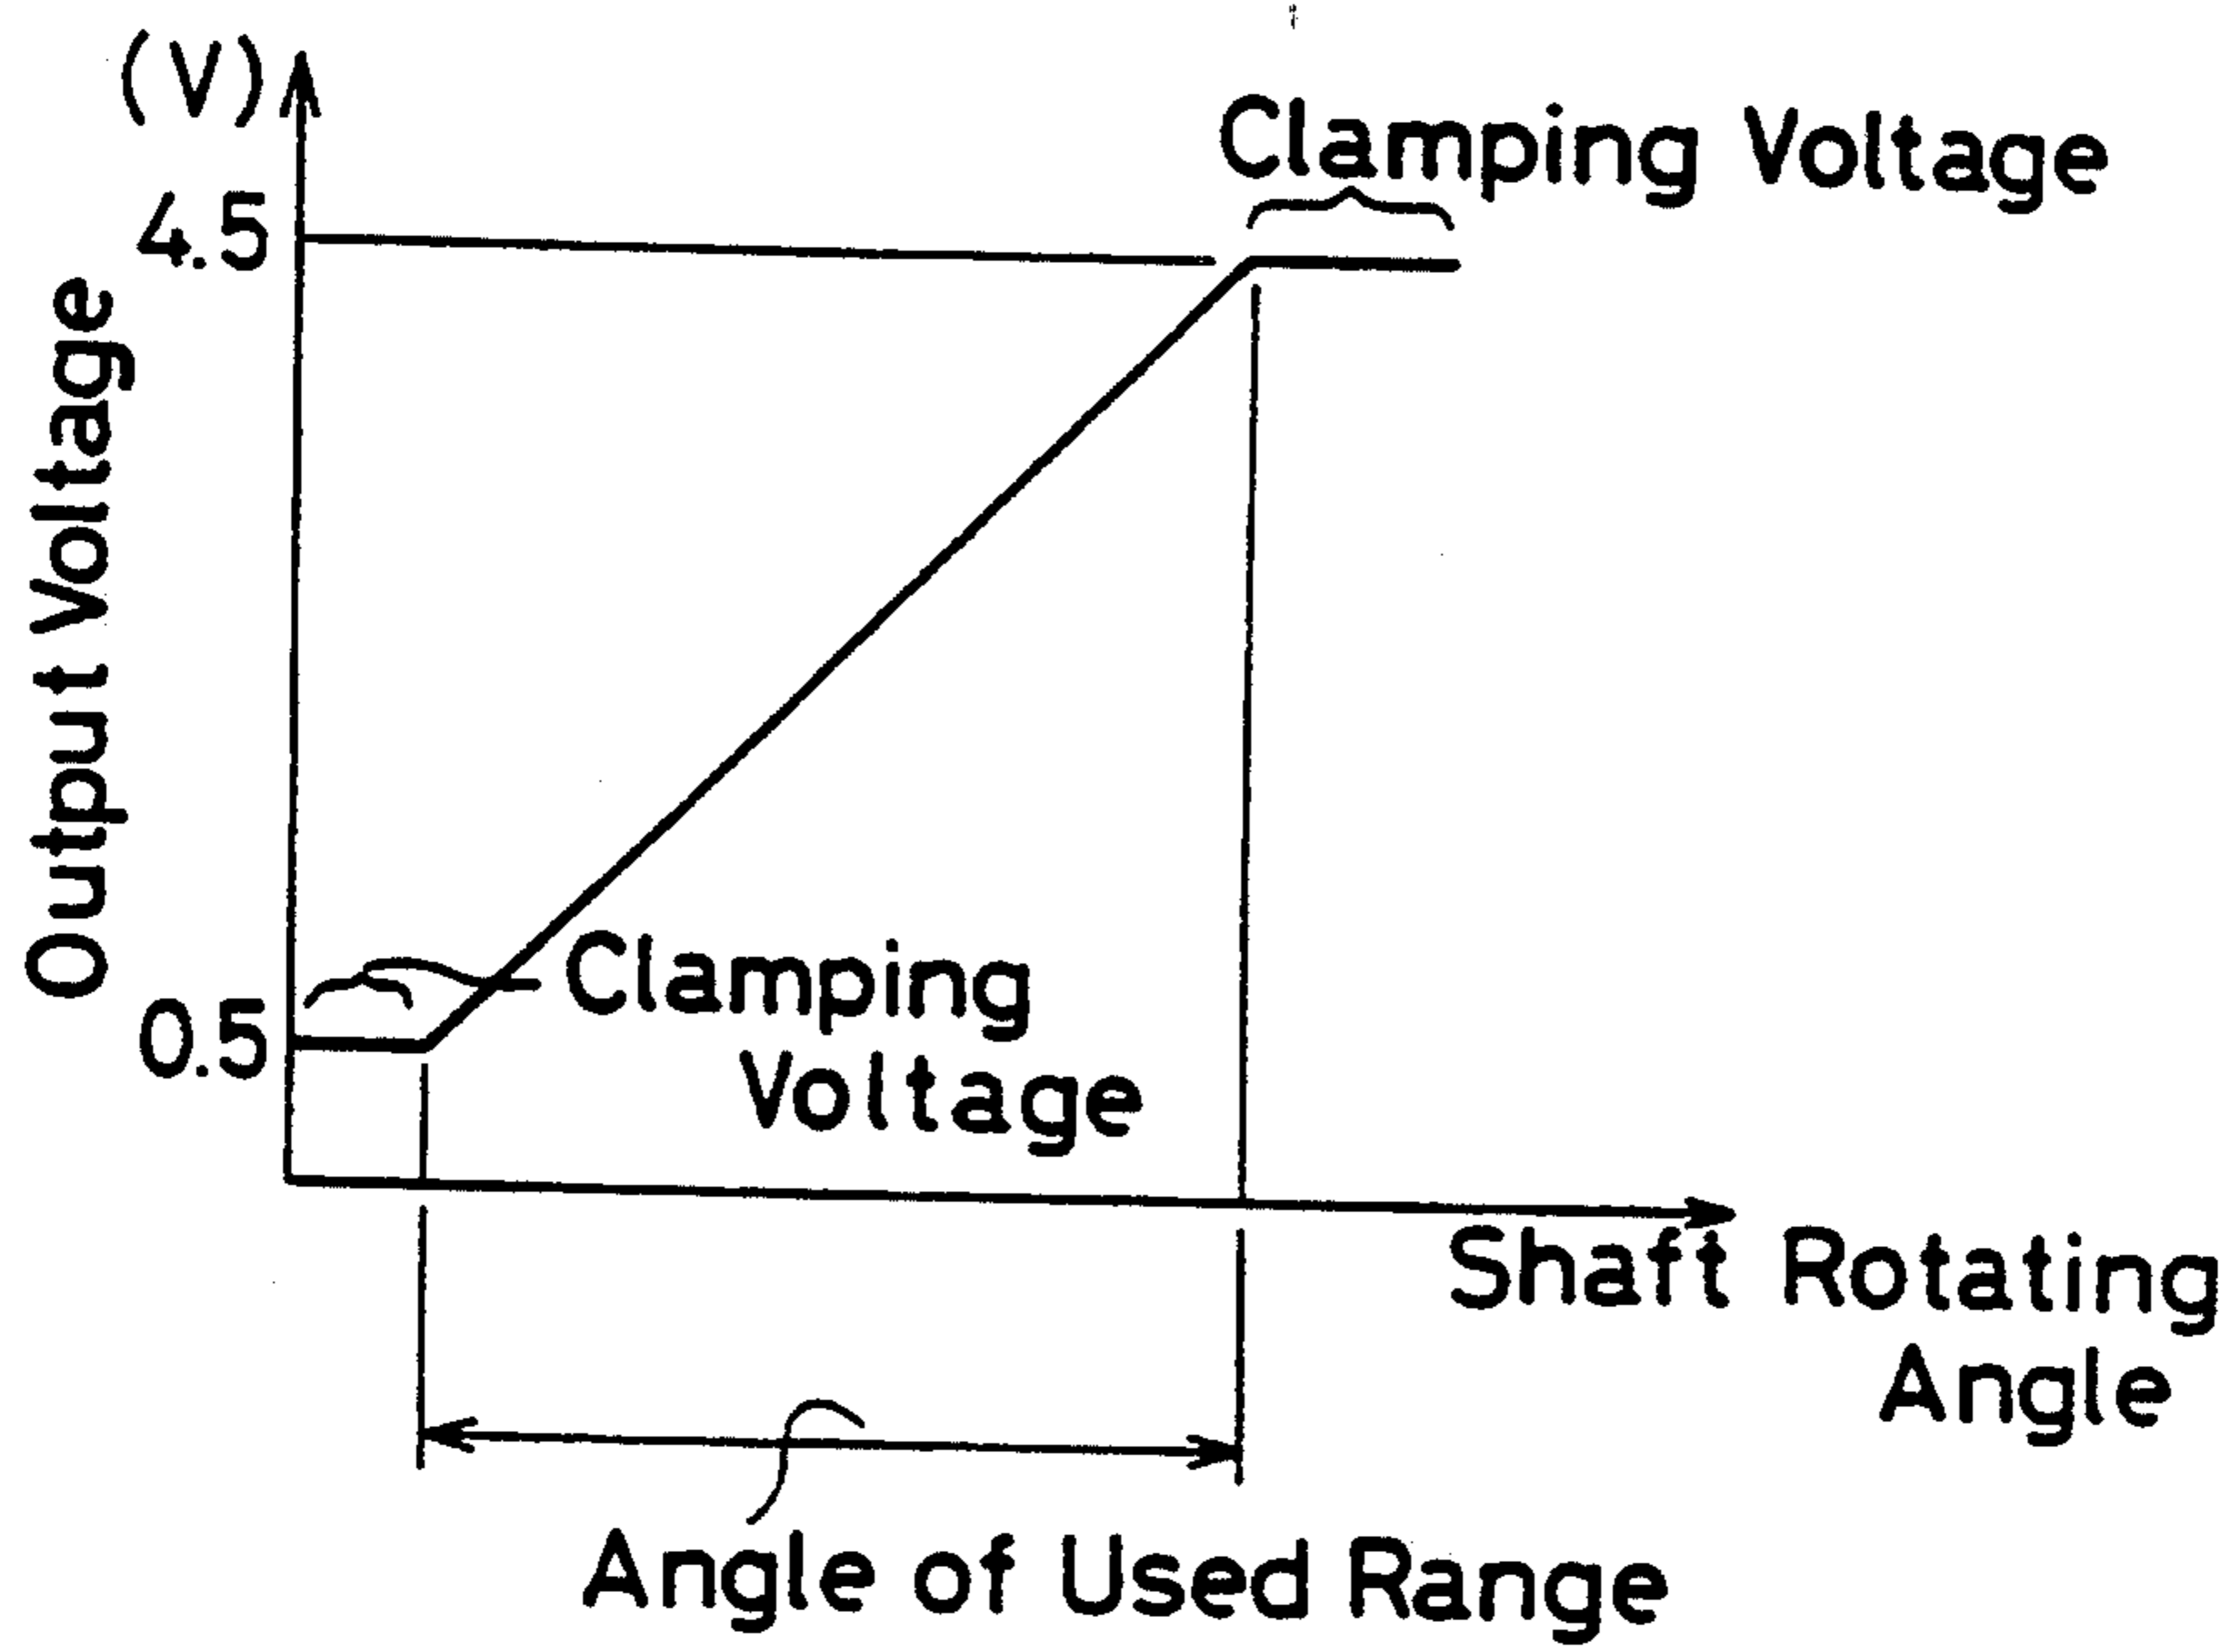 (V)
4.5
Output Voltage
0.5
Clamping Voltage
Clamping
Voltage
Shaft Rotating
Angle
Angle of Used Range